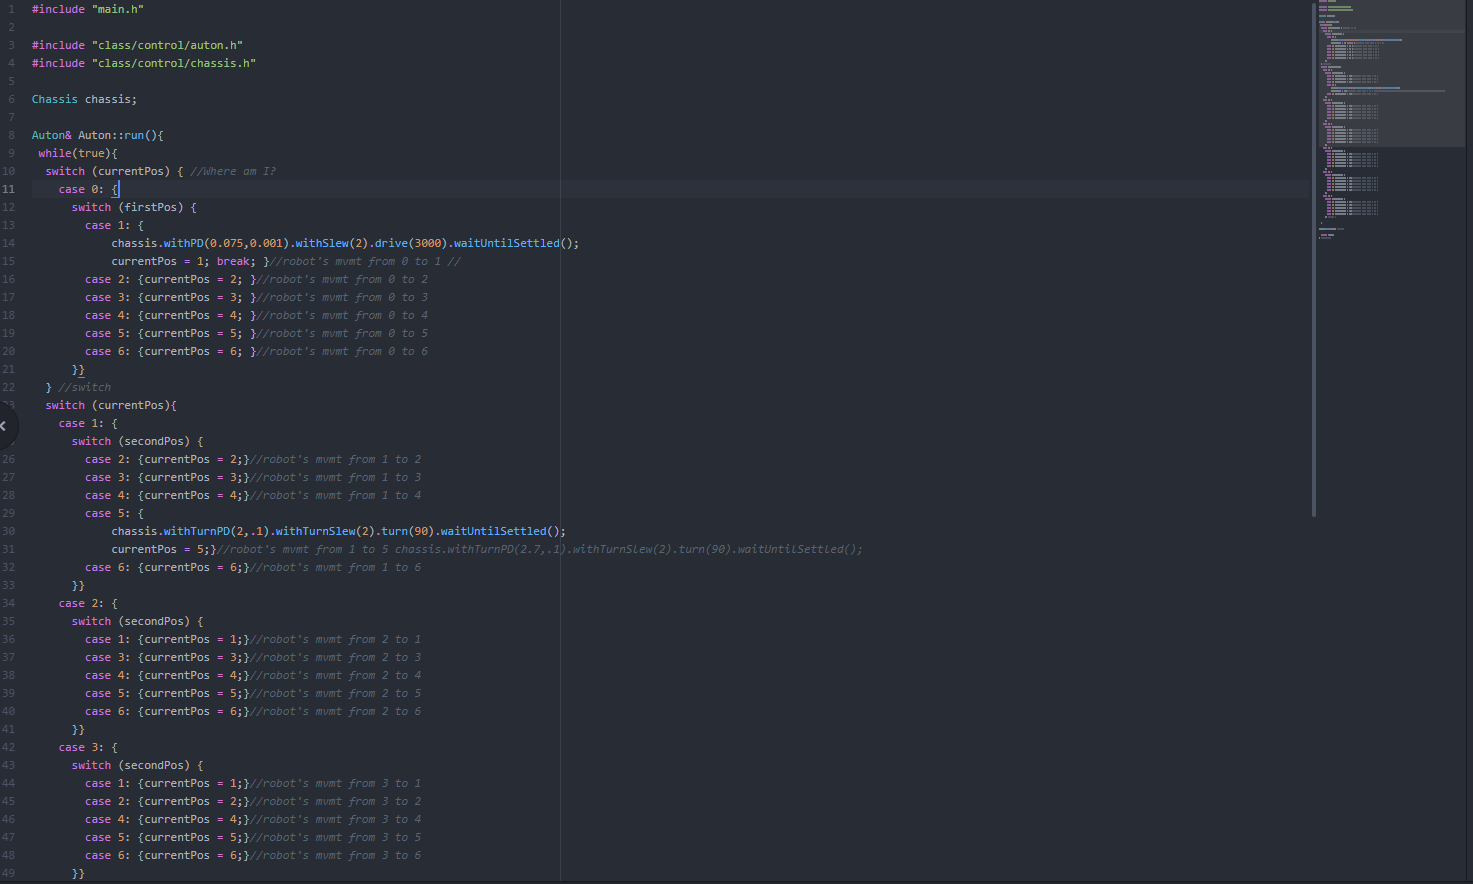 1 #include "main.h"
2
3 #include "class/control/auton.h"
4 #include "class/control/chassis.h"
5
6 Chassis chassis;
7
8 Auton& Auton::run(){
9 while(true){
10 switch (currentPos) { //Where am I?
11 case 0: {
12 switch (firstPos) {
13 case 1: {
14 chassis.withPD(0.075,0.001).withSlew(2).drive(3000).waitUntilSettled();
15 currentPos = 1; break; }//robot's mvmt from 0 to 1 //
16 case 2: {currentPos = 2; }//robot's mvmt from 0 to 2
17 case 3: {currentPos = 3; }//robot's mvmt from 0 to 3
18 case 4: {currentPos = 4; }//robot's mvmt from 0 to 4
19 case 5: {currentPos = 5; }//robot's mvmt from 0 to 5
20 case 6: {currentPos = 6; }//robot's mvmt from 0 to 6
21 }}
22 } //switch
switch (currentPos){
case 1: {
switch (secondPos) {
26 case 2: {currentPos = 2;}//robot's mvmt from 1 to 2
27 case 3: {currentPos = 3;}//robot's mvmt from 1 to 3
28 case 4: {currentPos = 4;}//robot's mvmt from 1 to 4
29 case 5: {
30 chassis.withTurnPD(2,.1).withTurnSlew(2).turn(90).waitUntilSettled();
31 currentPos = 5;}//robot's mvmt from 1 to 5 chassis.withTurnPD(2.7,.1).withTurnSlew(2).turn(90).waitUntilSettled();
32 case 6: {currentPos = 6;}//robot's mvmt from 1 to 6
33 }}
34 case 2: {
35 switch (secondPos) {
36 case 1: {currentPos = 1;}//robot's mvmt from 2 to 1
37 case 3: {currentPos = 3;}//robot's mvmt from 2 to 3
38 case 4: {currentPos = 4;}//robot's mvmt from 2 to 4
39 case 5: {currentPos = 5;}//robot's mvmt from 2 to 5
40 case 6: {currentPos = 6;}//robot's mvmt from 2 to 6
41 }}
42 case 3: {
43 switch (secondPos) {
44 case 1: {currentPos = 1;}//robot's mvmt from 3 to 1
45 case 2: {currentPos = 2;}//robot's mvmt from 3 to 2
46 case 4: {currentPos = 4;}//robot's mvmt from 3 to 4
47 case 5: {currentPos = 5;}//robot's mvmt from 3 to 5
48 case 6: {currentPos = 6;}//robot's mvmt from 3 to 6
49 }}